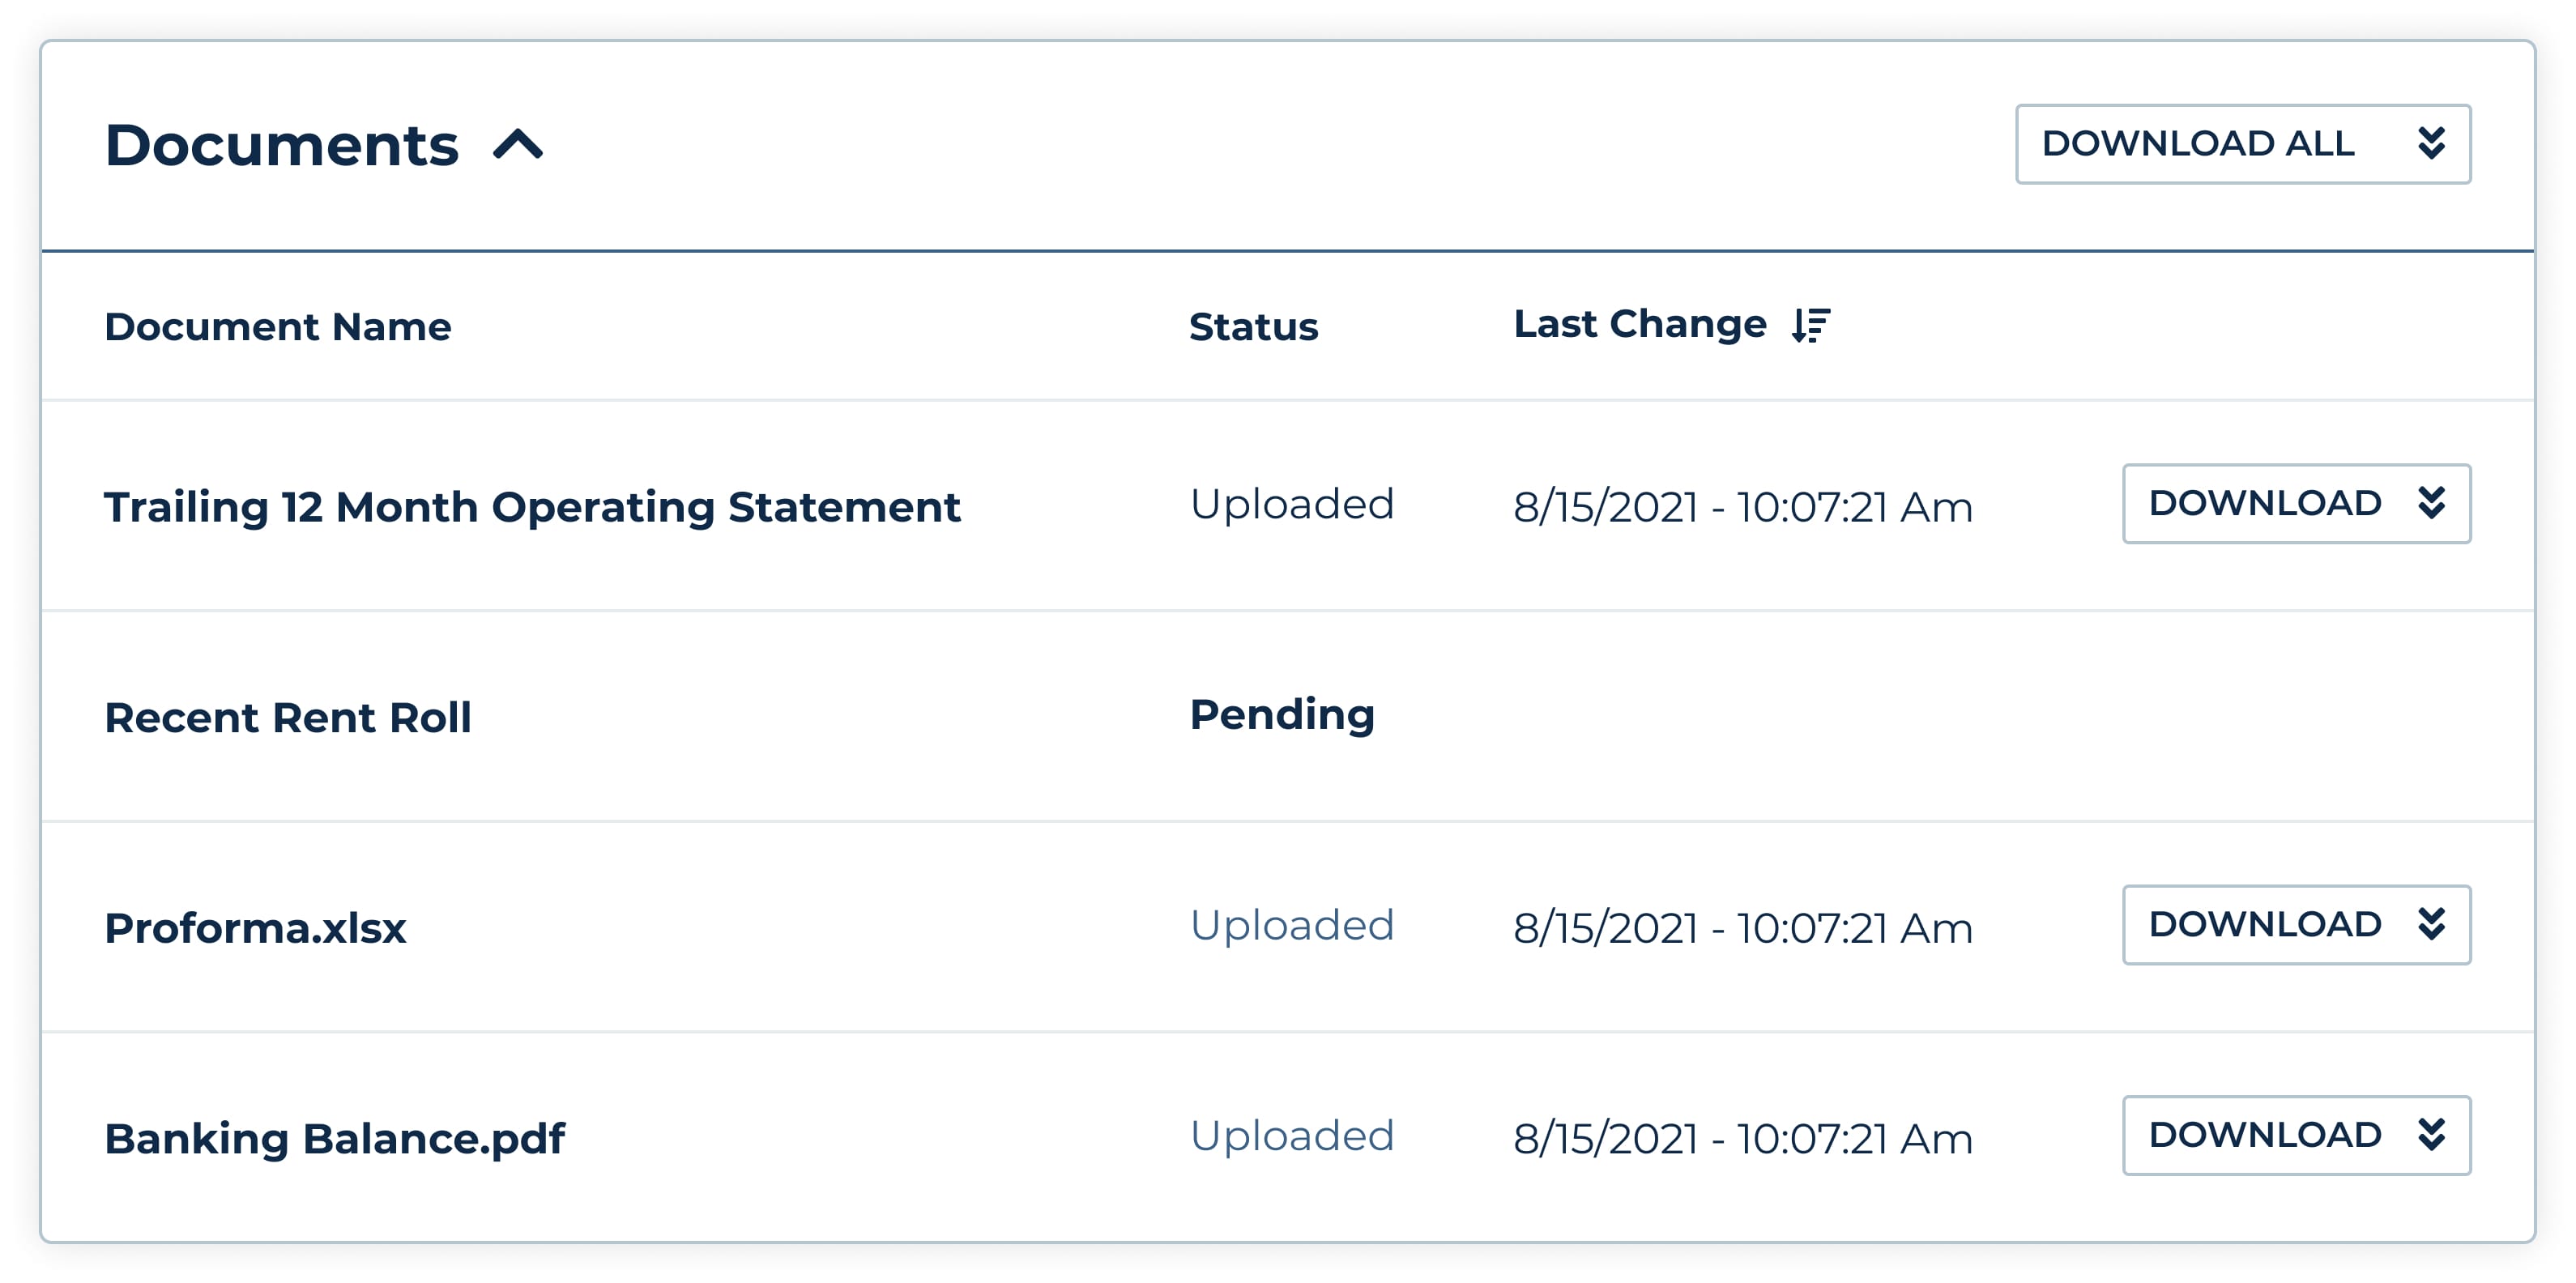 Documents
DOWNLOAD ALL
Document Name Status Last Change
Trailing 12 Month Operating Statement Uploaded 8/15/2021 - 10:07:21 Am DOWNLOAD
Recent Rent Roll Pending
Proforma.xlsx Uploaded 8/15/2021 - 10:07:21 Am DOWNLOAD
Banking Balance.pdf Uploaded 8/15/2021 - 10:07:21 Am DOWNLOAD